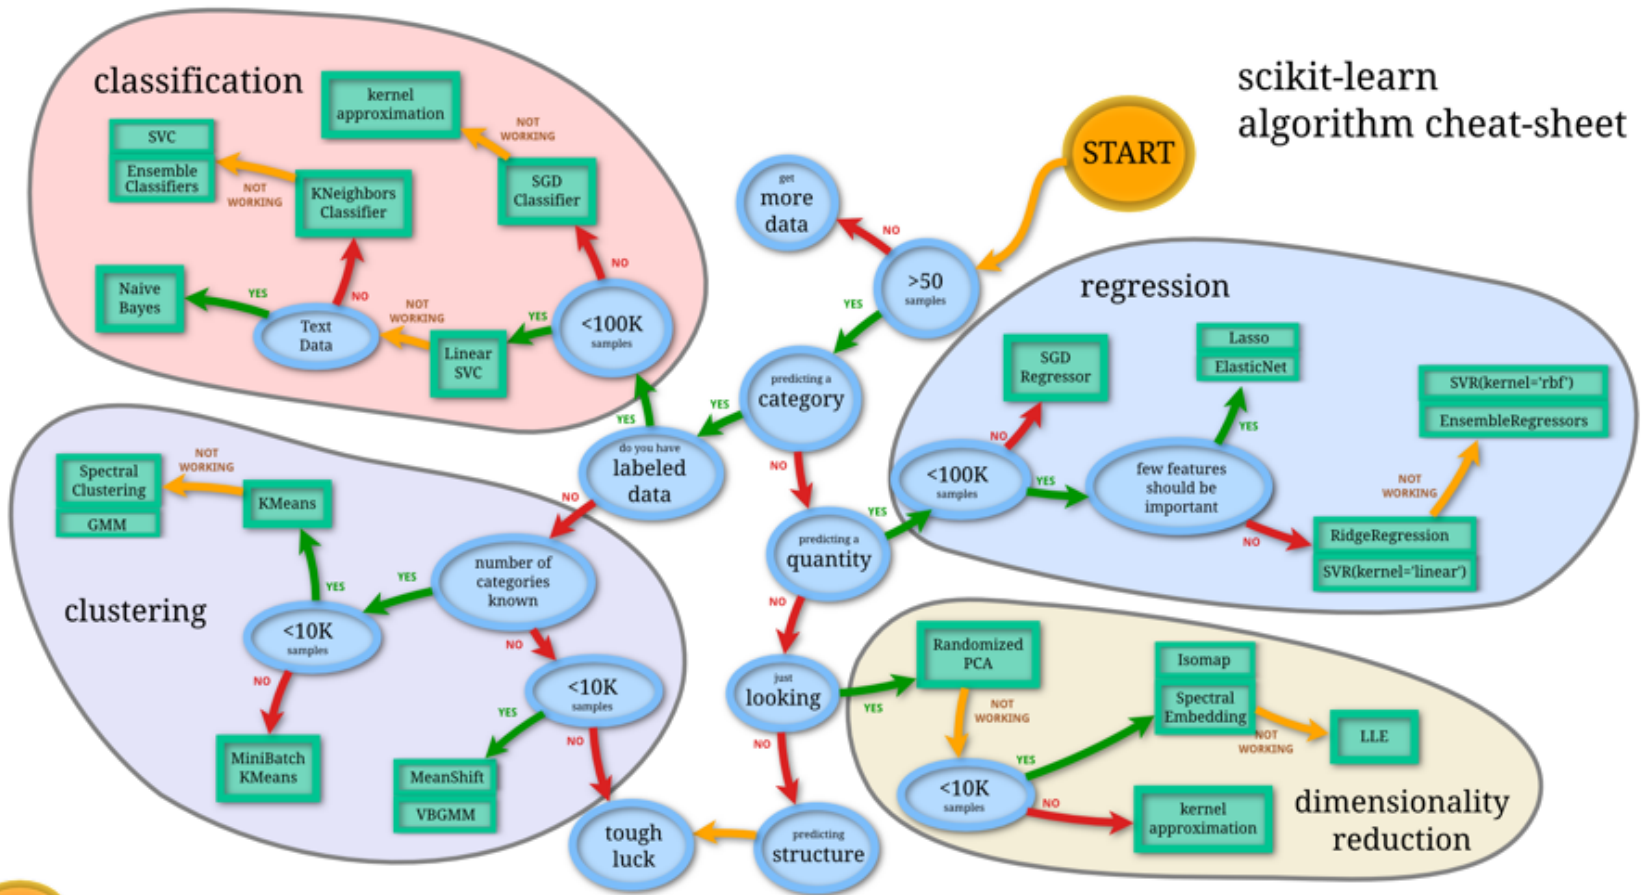 scikit-learn
algorithm cheat-sheet
START
>50
samples
NO
get
more
data
YES
predicting a
category
YES
do you have
labeled
data
YES
NO
classification
<100K
samples
NO
SGD
Classifier
NOT
WORKING
kernel
approximation
YES
Linear
SVC
NOT
WORKING
Text
Data
YES
Naive
Bayes
NO
KNeighbors
Classifier
NOT
WORKING
SVC
Ensemble
Classifiers
clustering
number of
categories
known
YES
<10K
samples
YES
KMeans
NOT
WORKING
Spectral
Clustering
GMM
NO
MiniBatch
KMeans
NO
<10K
samples
YES
MeanShift
VBGMM
NO
tough
luck
NO
predicting a
quantity
YES
regression
<100K
samples
NO
SGD
Regressor
YES
few features
should be
important
YES
Lasso
ElasticNet
NO
RidgeRegression
SVR(kernel='linear')
NOT
WORKING
SVR(kernel='rbf')
EnsembleRegressors
NO
just
looking
YES
dimensionality
reduction
Randomized
PCA
NOT
WORKING
<10K
samples
YES
Isomap
Spectral
Embedding
NOT
WORKING
LLE
NO
kernel
approximation
NO
predicting
structure